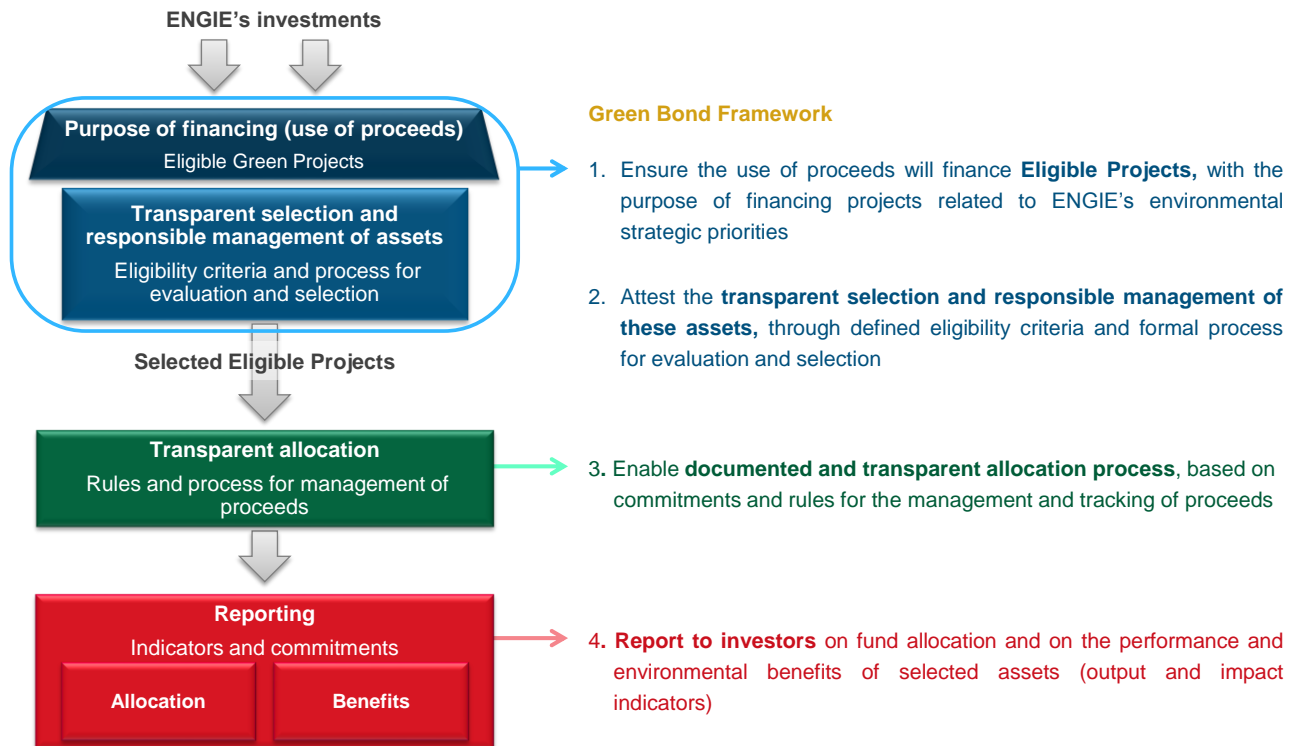 ENGIE's investments
Purpose of financing (use of proceeds)
Eligible Green Projects
Transparent selection and
responsible management of assets
Eligibility criteria and process for
evaluation and selection
Selected Eligible Projects
Transparent allocation
Rules and process for management of
proceeds
Reporting
Indicators and commitments
Allocation
Benefits
Green Bond Framework
1. Ensure the use of proceeds will finance Eligible Projects, with the
purpose of financing projects related to ENGIE's environmental
strategic priorities
2. Attest the transparent selection and responsible management of
these assets, through defined eligibility criteria and formal process
for evaluation and selection
3. Enable documented and transparent allocation process, based on
commitments and rules for the management and tracking of proceeds
4. Report to investors on fund allocation and on the performance and
environmental benefits of selected assets (output and impact
indicators)